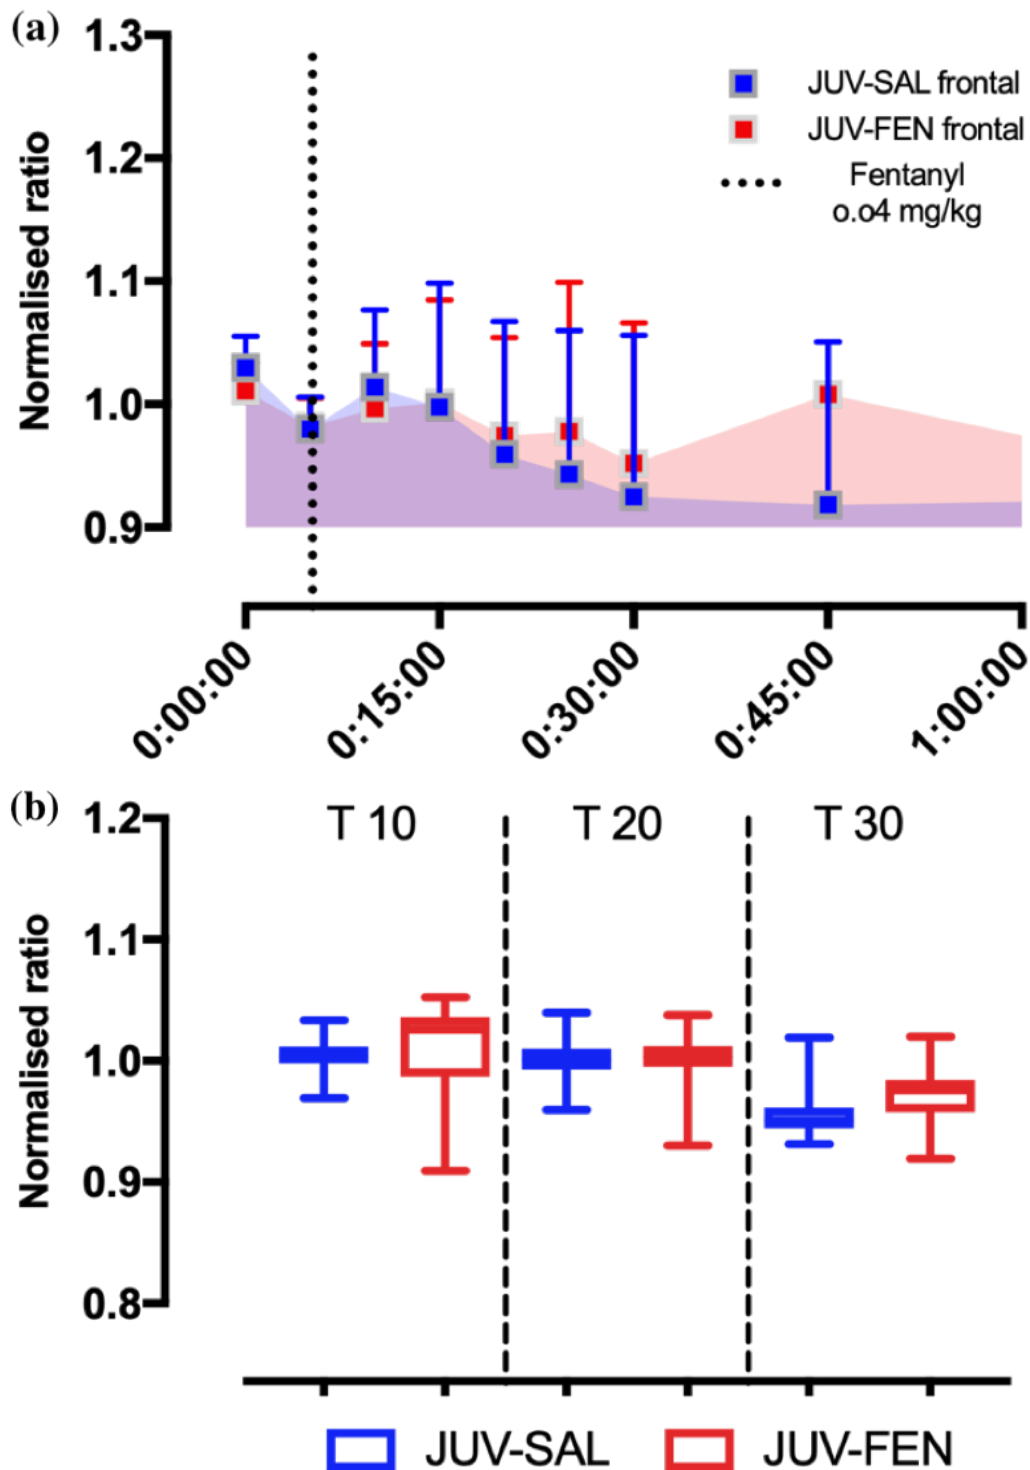 (a)
1.3
1.2
1.1
1.0
0.9
Normalised ratio
JUV-SAL frontal
JUV-FEN frontal
Fentanyl
o.o4 mg/kg
0:00:00
0:15:00
0:30:00
0:45:00
1:00:00
(b)
1.2
1.1
1.0
0.9
0.8
Normalised ratio
T 10
T 20
T 30
JUV-SAL
JUV-FEN